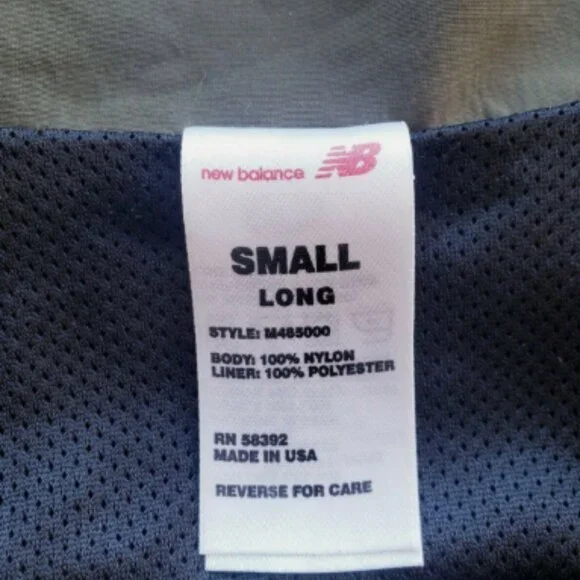 new balance NB
SMALL
LONG
STYLE: M485000
BODY: 100% NYLON
LINER: 100% POLYESTER
RN 58392
MADE IN USA
REVERSE FOR CARE